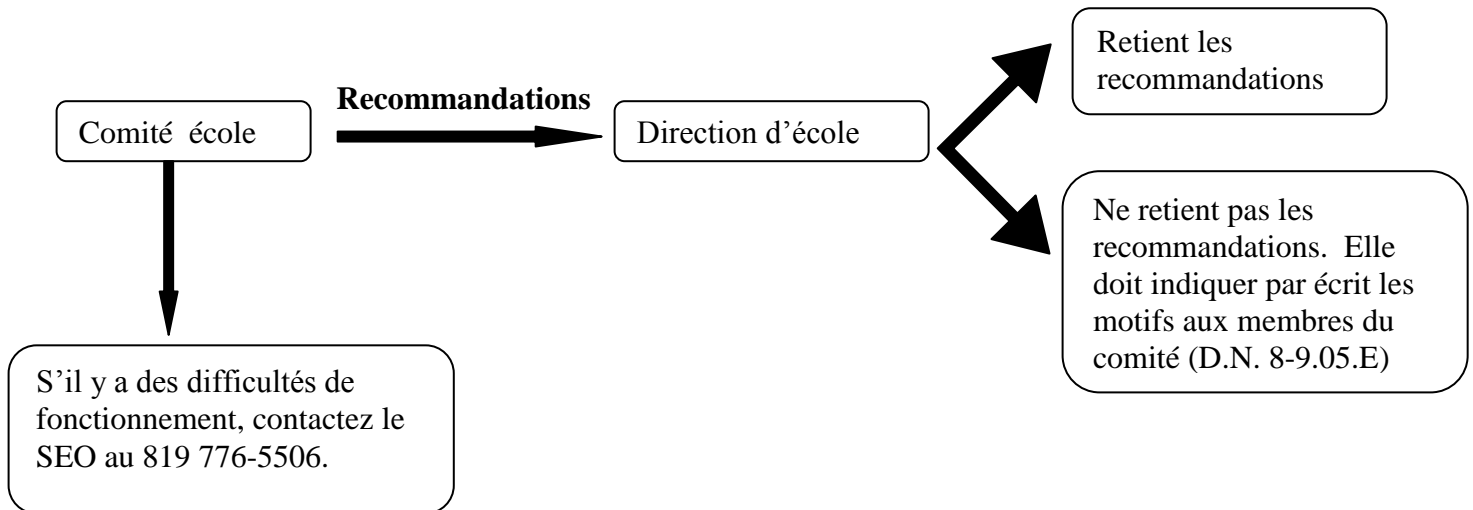 Comité école
Recommandations
Direction d'école
Retient les
recommandations
Ne retient pas les
recommandations. Elle
doit indiquer par écrit les
motifs aux membres du
comité (D.N. 8-9.05.E)
S'il y a des difficultés de
fonctionnement, contactez le
SEO au 819 776-5506.